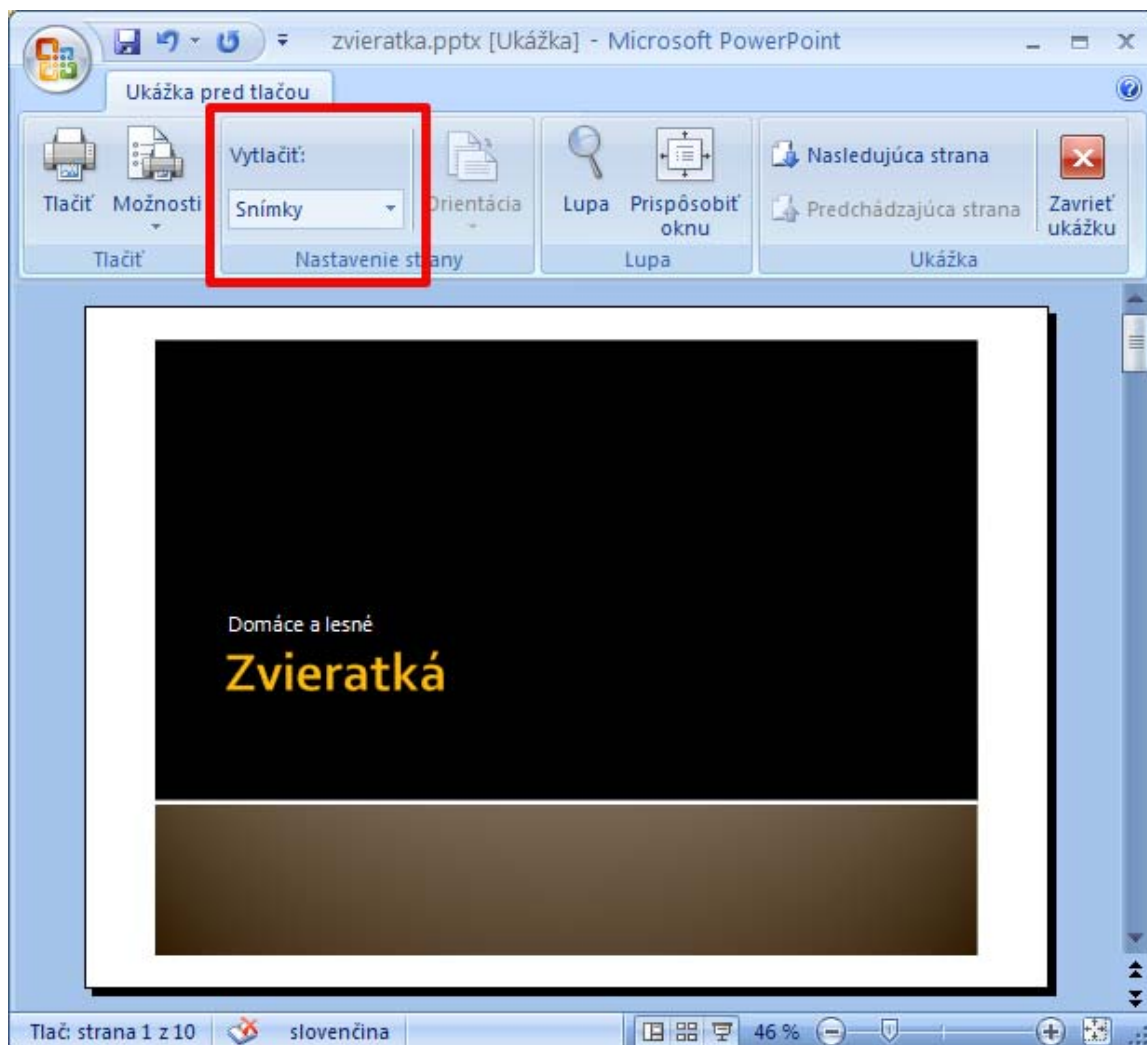 zvieratka.pptx [Ukážka] - Microsoft PowerPoint
Ukážka pred tlačou
Tlačiť
Možnosti
Tlačiť
Vytlačiť:
Snímky
Orientácia
Nastavenie strany
Lupa
Prispôsobiť
oknu
Lupa
Nasledujúca strana
Predchádzajúca strana
Zavrieť
ukážku
Ukážka
Domáce a lesné
Zvieratká
Tlač: strana 1 z 10
slovenčina
46 %